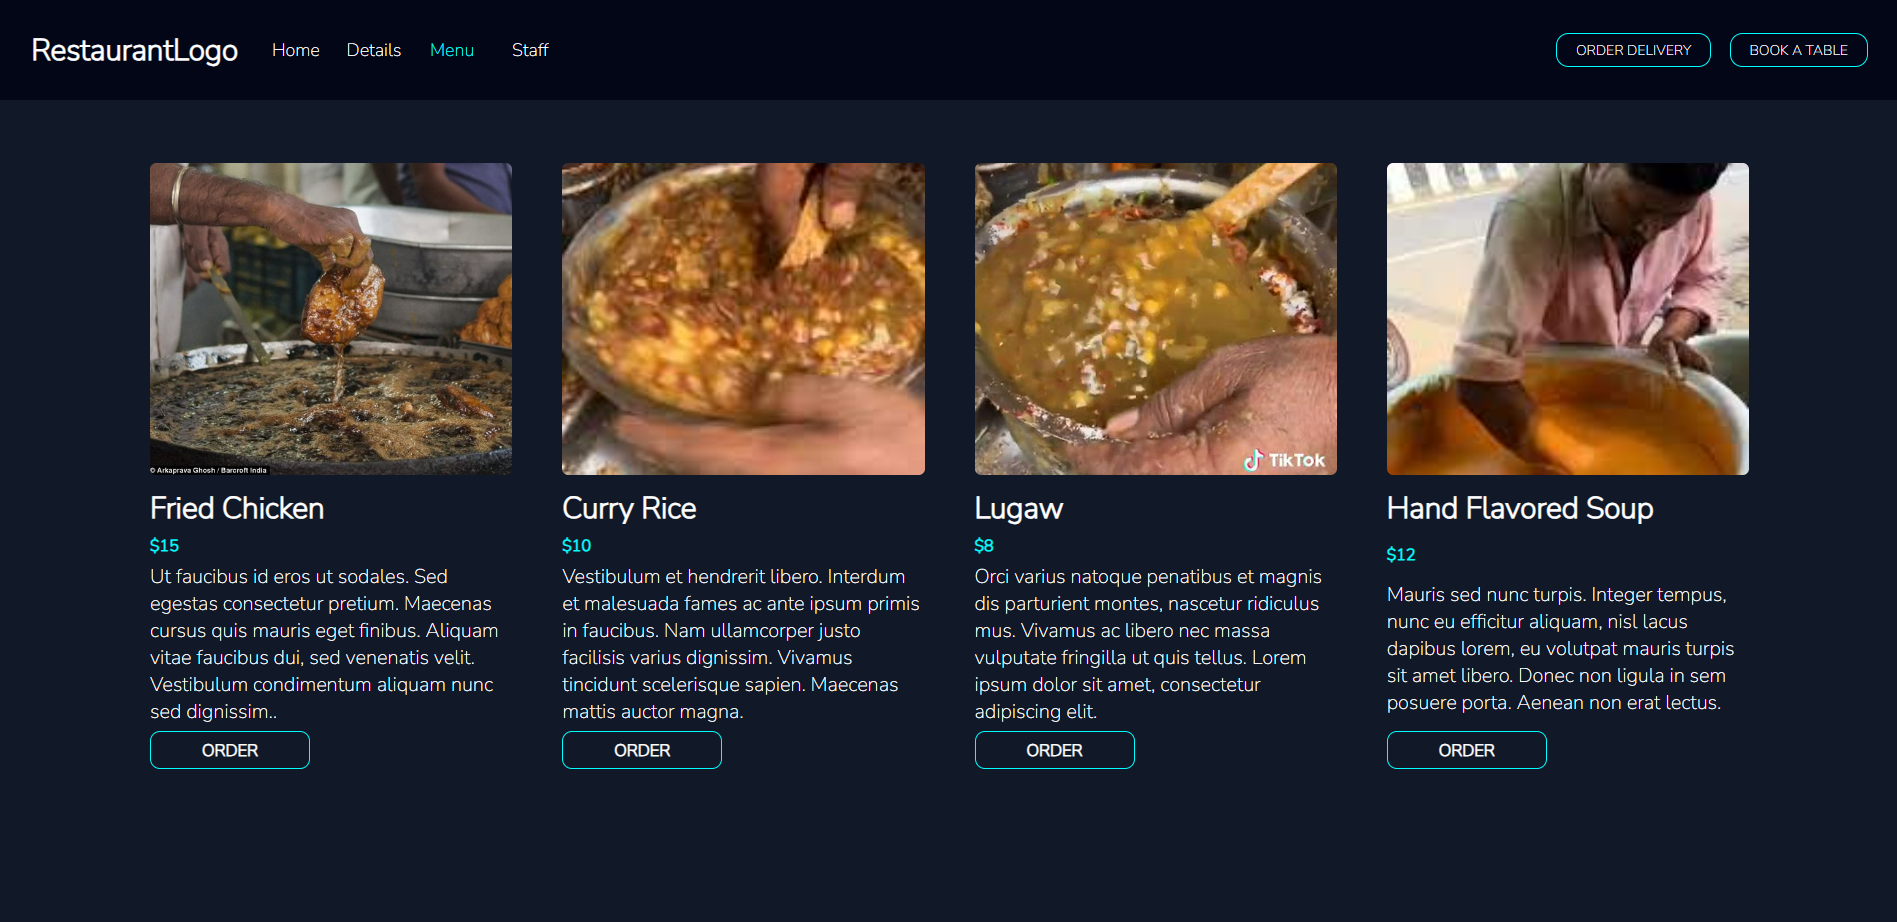 RestaurantLogo Home Details Menu Staff ORDER DELIVERY BOOK A TABLE
© Arkaprava Ghosh / Barcroft India
TikTok
Fried Chicken
$15
Ut faucibus id eros ut sodales. Sed
egestas consectetur pretium. Maecenas
cursus quis mauris eget finibus. Aliquam
vitae faucibus dui, sed venenatis velit.
Vestibulum condimentum aliquam nunc
sed dignissim..
ORDER
Curry Rice
$10
Vestibulum et hendrerit libero. Interdum
et malesuada fames ac ante ipsum primis
in faucibus. Nam ullamcorper justo
facilisis varius dignissim. Vivamus
tincidunt scelerisque sapien. Maecenas
mattis auctor magna.
ORDER
Lugaw
$8
Orci varius natoque penatibus et magnis
dis parturient montes, nascetur ridiculus
mus. Vivamus ac libero nec massa
vulputate fringilla ut quis tellus. Lorem
ipsum dolor sit amet, consectetur
adipiscing elit.
ORDER
Hand Flavored Soup
$12
Mauris sed nunc turpis. Integer tempus,
nunc eu efficitur aliquam, nisl lacus
dapibus lorem, eu volutpat mauris turpis
sit amet libero. Donec non ligula in sem
posuere porta. Aenean non erat lectus.
ORDER